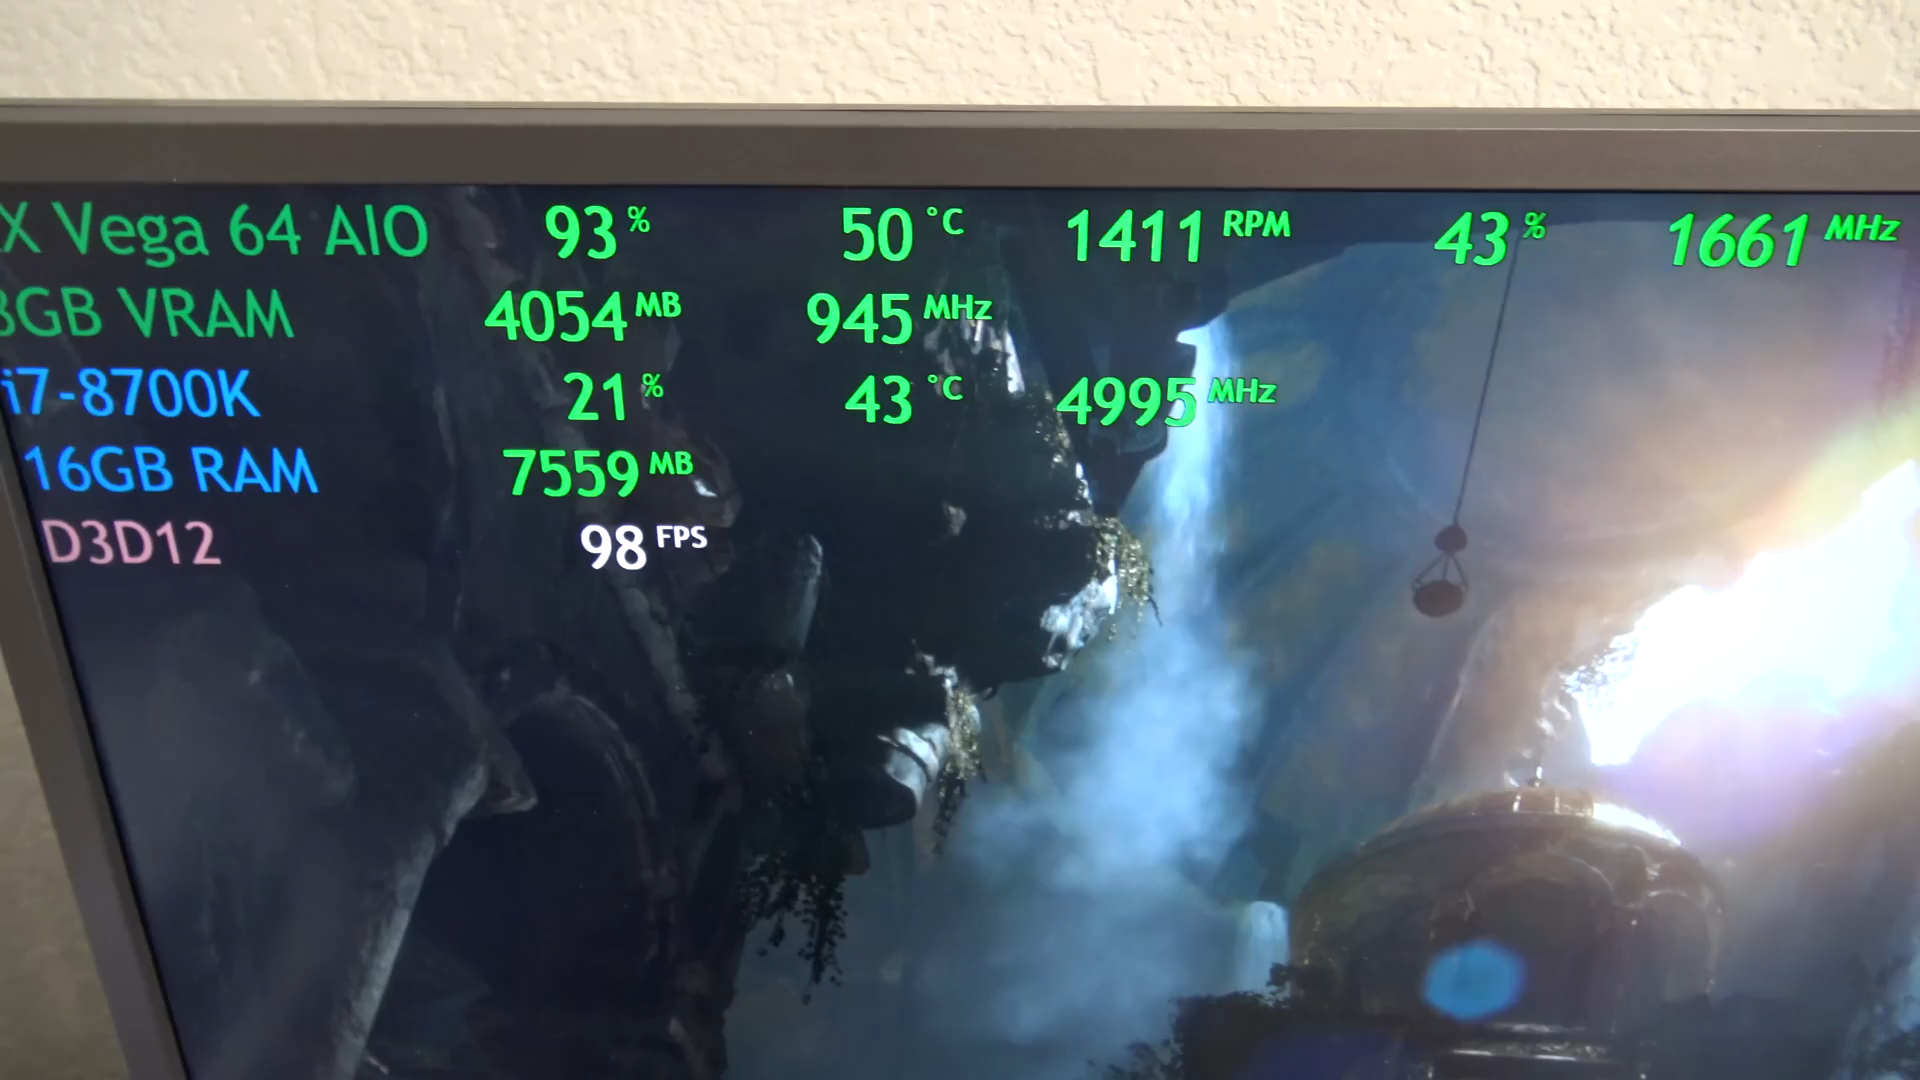 X Vega 64 AIO 93 % 50 °C 1411 RPM 43 % 1661 MHz
8GB VRAM 4054 MB 945 MHz
i7-8700K 21 % 43 °C 4995 MHz
16GB RAM 7559 MB
D3D12 98 FPS